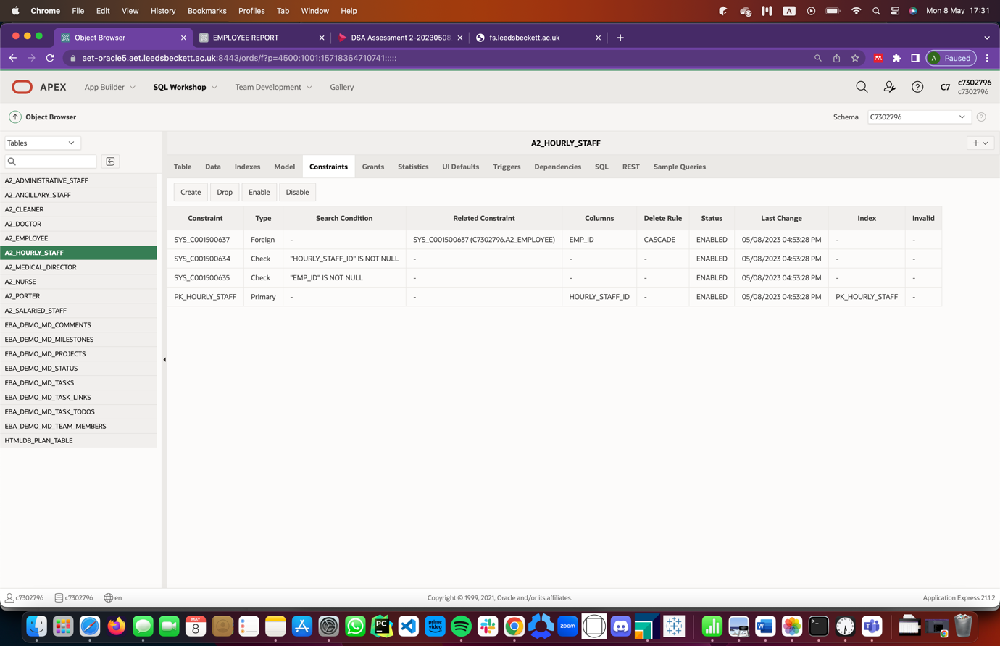 Chrome File Edit View History Bookmarks Profiles Tab Window Help A Mon 8 May 17:31
Object Browser EMPLOYEE REPORT DSA Assessment 2-20230508 fs.leedsbeckett.ac.uk
aet-oracle5.aet.leedsbeckett.ac.uk:8443/ords/f?p=4500:1001:15718364710741::::: A Paused
APEX App Builder SQL Workshop Team Development Gallery C7 c7302796
c7302796
Object Browser Schema C7302796
Tables A2_HOURLY_STAFF
Table Data Indexes Model Constraints Grants Statistics UI Defaults Triggers Dependencies SQL REST Sample Queries
Create Drop Enable Disable
Constraint Type Search Condition Related Constraint Columns Delete Rule Status Last Change Index Invalid
SYS_C001500637 Foreign - SYS_C001500637 (C7302796.A2_EMPLOYEE) EMP_ID CASCADE ENABLED 05/08/2023 04:53:28 PM - -
SYS_C001500634 Check "HOURLY_STAFF_ID" IS NOT NULL - - - ENABLED 05/08/2023 04:53:28 PM - -
SYS_C001500635 Check "EMP_ID" IS NOT NULL - - - ENABLED 05/08/2023 04:53:28 PM - -
PK_HOURLY_STAFF Primary - - HOURLY_STAFF_ID - ENABLED 05/08/2023 04:53:28 PM PK_HOURLY_STAFF -
A2_ADMINISTRATIVE_STAFF
A2_ANCILLARY_STAFF
A2_CLEANER
A2_DOCTOR
A2_EMPLOYEE
A2_HOURLY_STAFF
A2_MEDICAL_DIRECTOR
A2_NURSE
A2_PORTER
A2_SALARIED_STAFF
EBA_DEMO_MD_COMMENTS
EBA_DEMO_MD_MILESTONES
EBA_DEMO_MD_PROJECTS
EBA_DEMO_MD_STATUS
EBA_DEMO_MD_TASKS
EBA_DEMO_MD_TASK_LINKS
EBA_DEMO_MD_TASK_TODOS
EBA_DEMO_MD_TEAM_MEMBERS
HTMLDB_PLAN_TABLE
c7302796 c7302796 en Copyright © 1999, 2021, Oracle and/or its affiliates. Application Express 21.1.2
MAY
8
PC
prime video
zoom
W